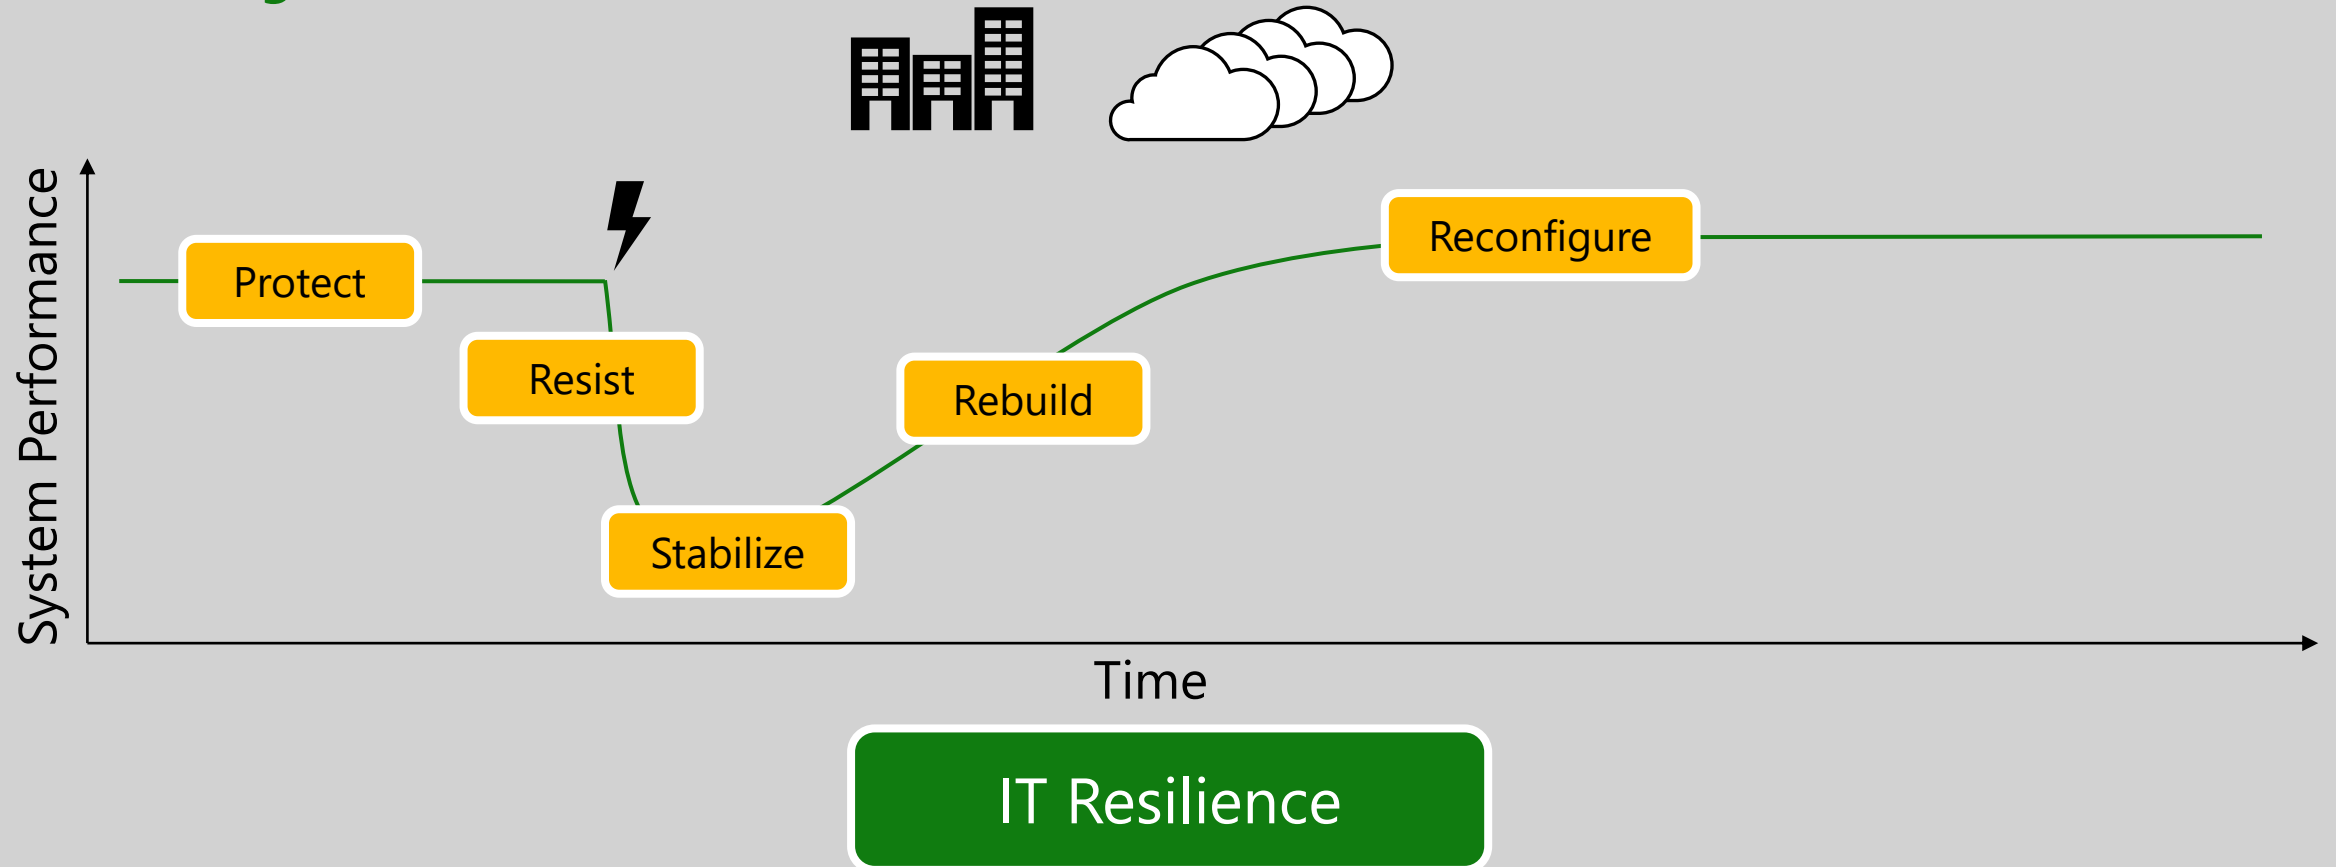 System Performance
Protect
Resist
Stabilize
Rebuild
Reconfigure
Time
IT Resilience